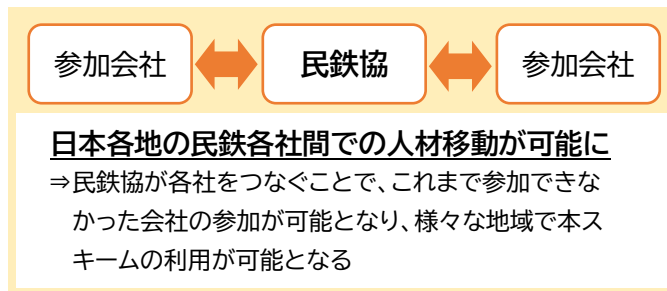 参加会社
民鉄協
参加会社
日本各地の民鉄各社間での人材移動が可能に
⇒民鉄協が各社をつなぐことで、これまで参加できな
かった会社の参加が可能となり、様々な地域で本ス
キームの利用が可能となる